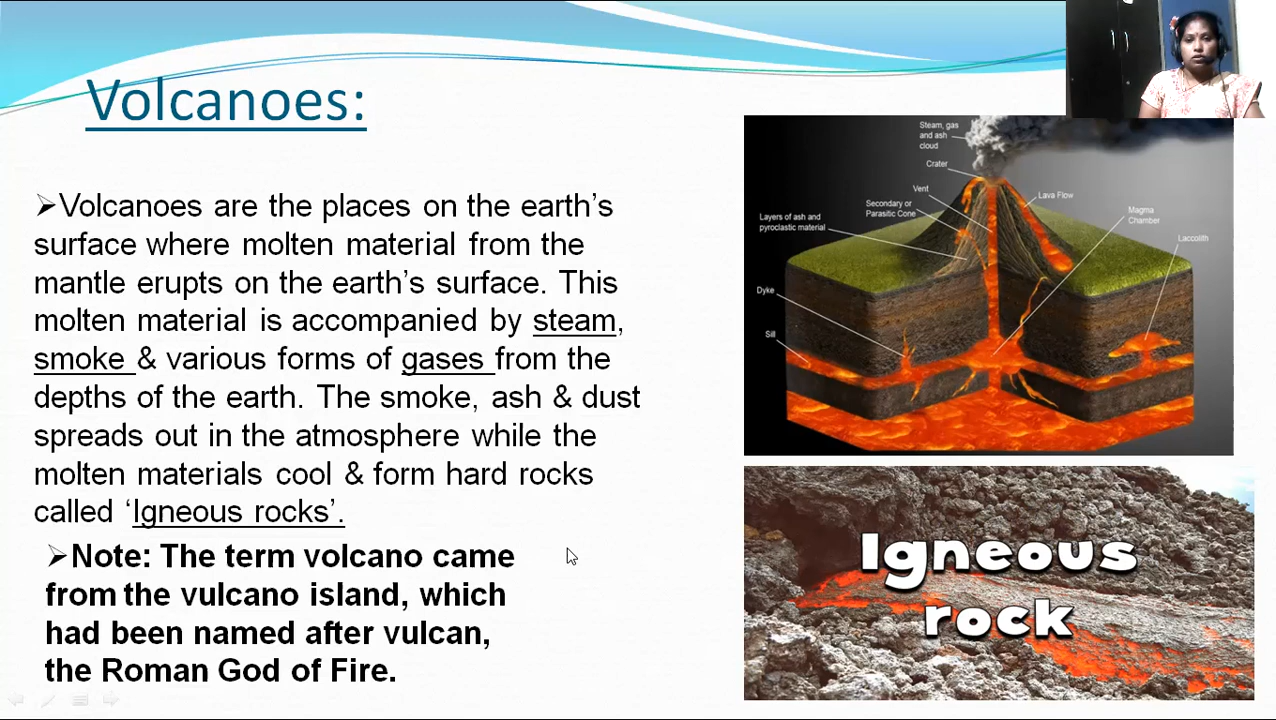 Volcanoes:
➢Volcanoes are the places on the earth’s
surface where molten material from the
mantle erupts on the earth’s surface. This
molten material is accompanied by steam,
smoke & various forms of gases from the
depths of the earth. The smoke, ash & dust
spreads out in the atmosphere while the
molten materials cool & form hard rocks
called ‘Igneous rocks’.
➢Note: The term volcano came
from the vulcano island, which
had been named after vulcan,
the Roman God of Fire.
Steam, gas
and ash
cloud
Crater
Vent
Secondary or
Parasitic Cone
Layers of ash and
pyroclastic material
Dyke
Sill
Lava Flow
Magma
Chamber
Laccolith
Igneous
rock